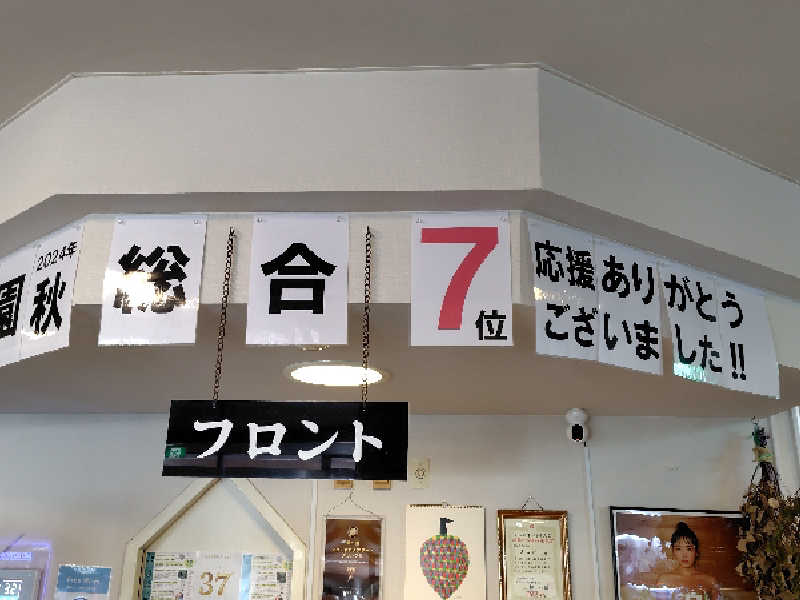 園
2024年
秋
総
合
7位
応援ありがとう
ございました!!
フロント
37